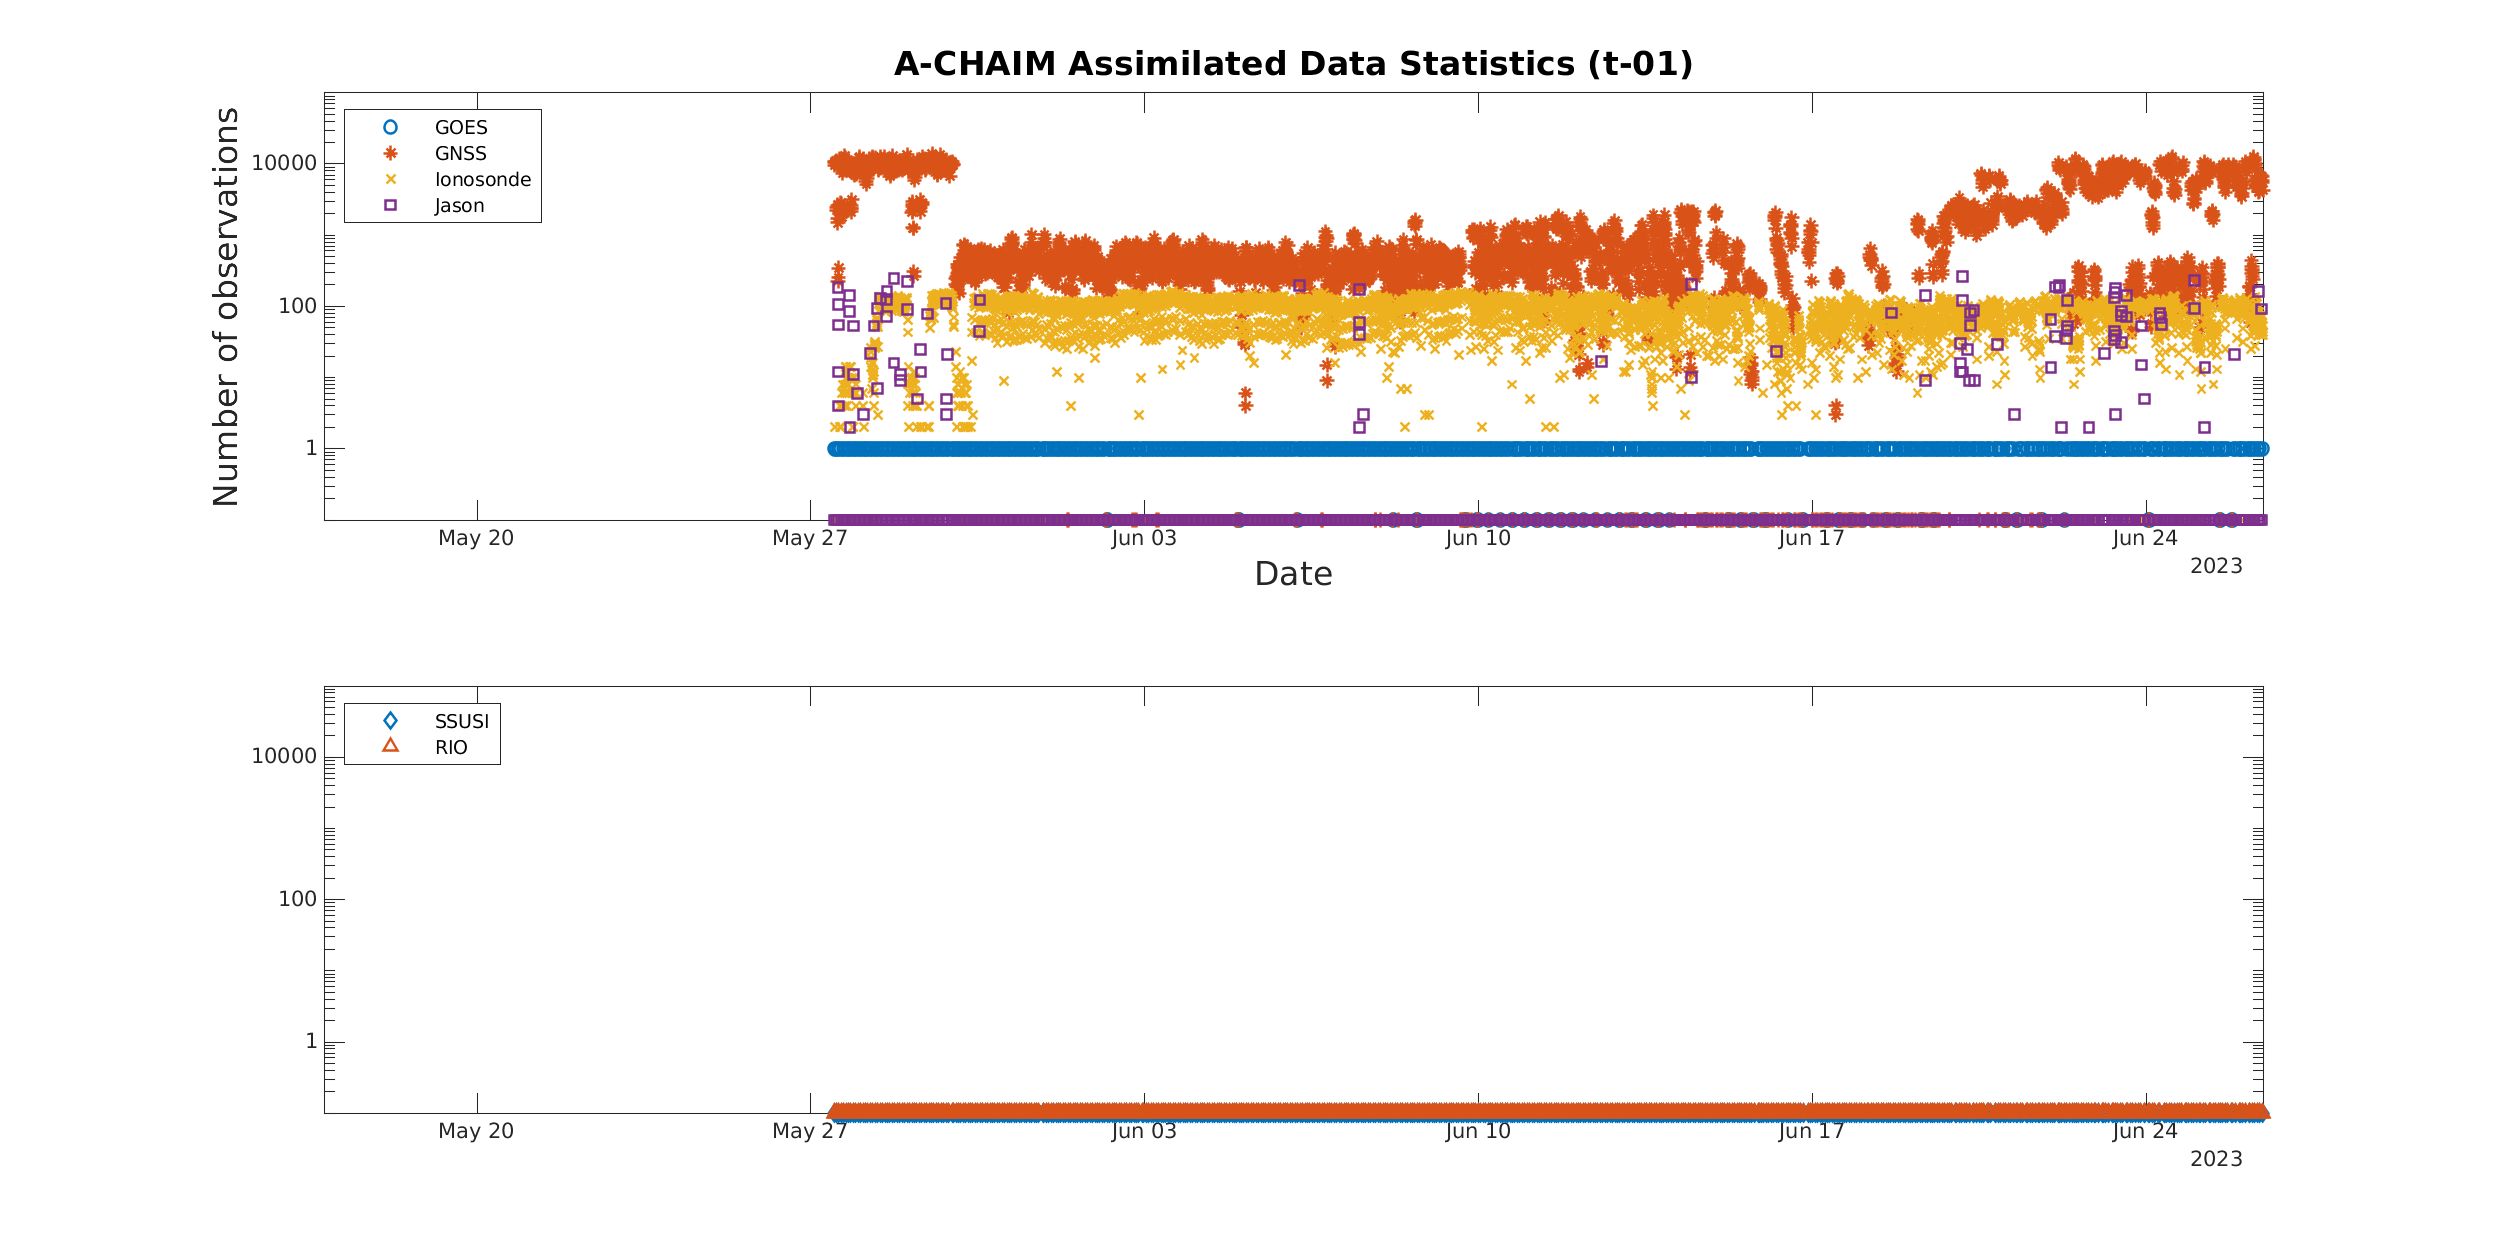 A-CHAIM Assimilated Data Statistics (t-01)
GOES
GNSS
Ionosonde
Jason
Number of observations
10000
100
1
May 20
May 27
Jun 03
Jun 10
Jun 17
Jun 24
2023
Date
SSUSI
RIO
10000
100
1
May 20
May 27
Jun 03
Jun 10
Jun 17
Jun 24
2023